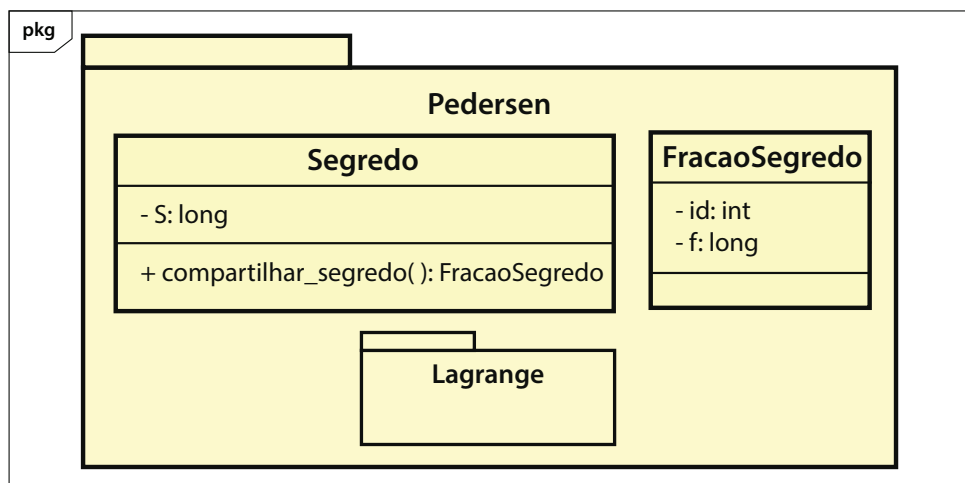 pkg
Pedersen
Segredo
- S: long
+ compartilhar_segredo( ): FracaoSegredo
FracaoSegredo
- id: int
- f: long
Lagrange